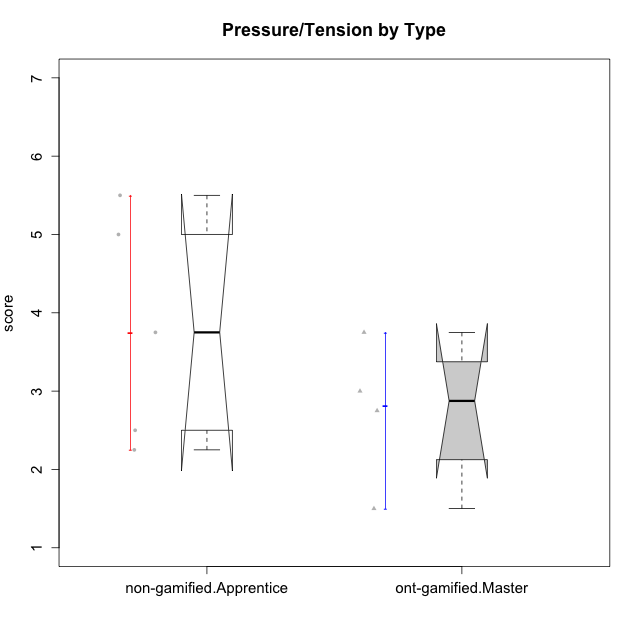 Pressure/Tension by Type
7
6
5
4
3
2
1
score
non-gamified.Apprentice
ont-gamified.Master